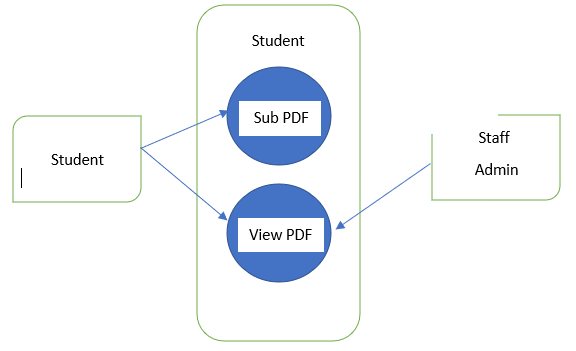 Student
Sub PDF
Student
Staff
Admin
View PDF